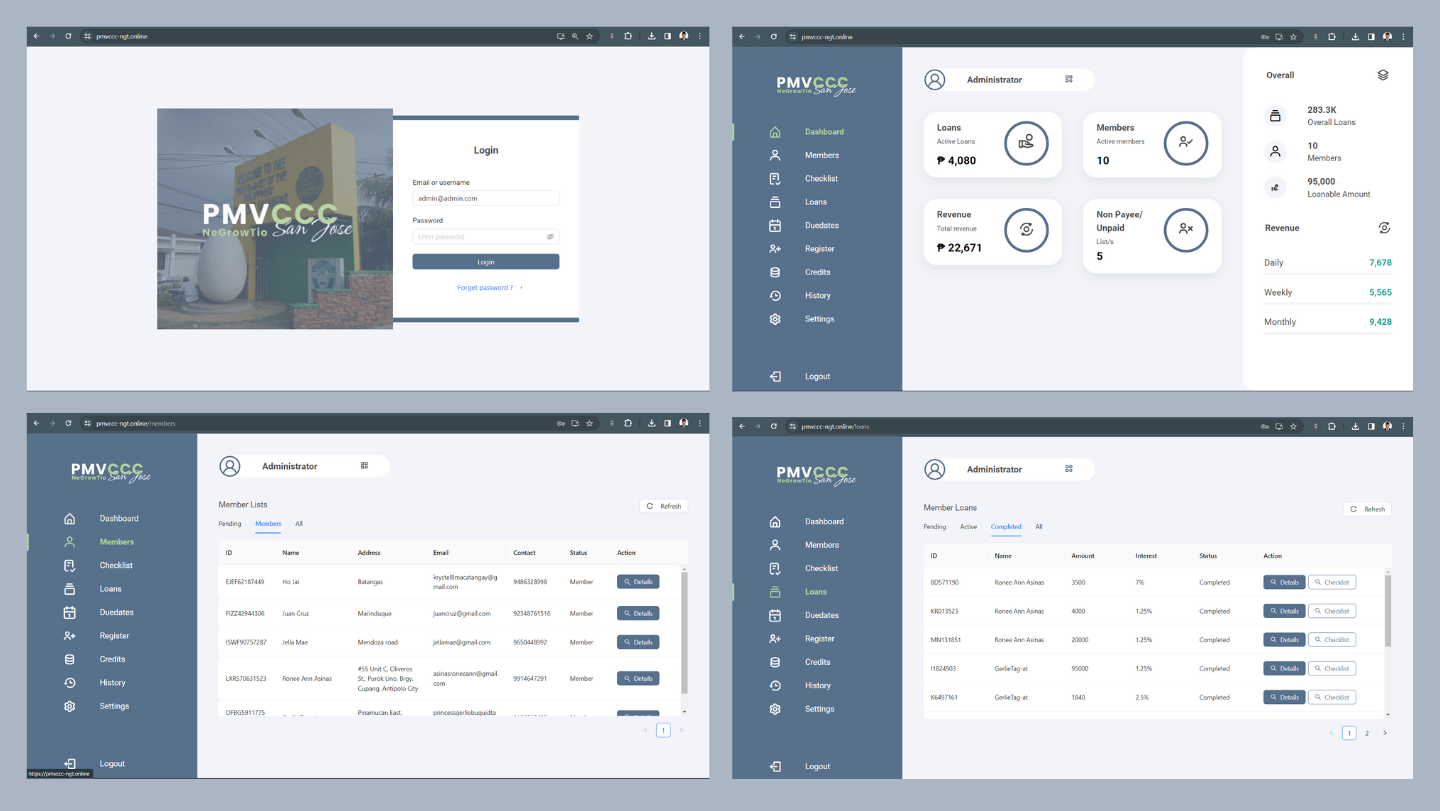 pmvccc-ngt.online
WELCOME TO THE
PMVCCC
NeGrowTio San Jose
Login
Email or username
admin@admin.com
Password
Enter password
Login
Forget password ?
pmvccc-ngt.online
PMVCCC
NeGrowTio San Jose
Dashboard
Members
Checklist
Loans
Duedates
Register
Credits
History
Settings
Logout
Administrator
Loans
Active Loans
₱ 4,080
Members
Active members
10
Revenue
Total revenue
₱ 22,671
Non Payee/
Unpaid
List/s
5
Overall
283.3K
Overall Loans
10
Members
95,000
Loanable Amount
Revenue
Daily 7,678
Weekly 5,565
Monthly 9,428
pmvccc-ngt.online/members
PMVCCC
NeGrowTio San Jose
Dashboard
Members
Checklist
Loans
Duedates
Register
Credits
History
Settings
Logout
https://pmvccc-ngt.online
Administrator
Member Lists
Refresh
Pending Members All
ID Name Address Email Contact Status Action
EJEF62187449 Ho Jai Batangas krystel8macatangay@g
mail.com 9486328998 Member Details
FIZZ42944306 Juan Cruz Marinduque juancruz@gmail.com 92348761516 Member Details
ISWF90757287 Jella Mae Mendoza road jellamae@gmail.com 9650448992 Member Details
#55 Unit C, Oliveros
LXRS70631523 Ronee Ann Asinas St., Purok Uno, Brgy. asinasroneeann@gmail. 9914647291 Member Details
Cupang, Antipolo City com
OFBG5911775 Pinamucan East, princessgerliebuquidta
1
pmvccc-ngt.online/loans
PMVCCC
NeGrowTio San Jose
Dashboard
Members
Checklist
Loans
Duedates
Register
Credits
History
Settings
Logout
Administrator
Member Loans
Refresh
Pending Active Completed All
ID Name Amount Interest Status Action
BD571190 Ronee Ann Asinas 3500 7% Completed Details Checklist
KR013523 Ronee Ann Asinas 4000 1.25% Completed Details Checklist
MN131851 Ronee Ann Asinas 20000 1.25% Completed Details Checklist
I1824903 GerlieTag-at 95000 1.25% Completed Details Checklist
K6497161 GerlieTag-at 1840 2.5% Completed Details Checklist
1 2